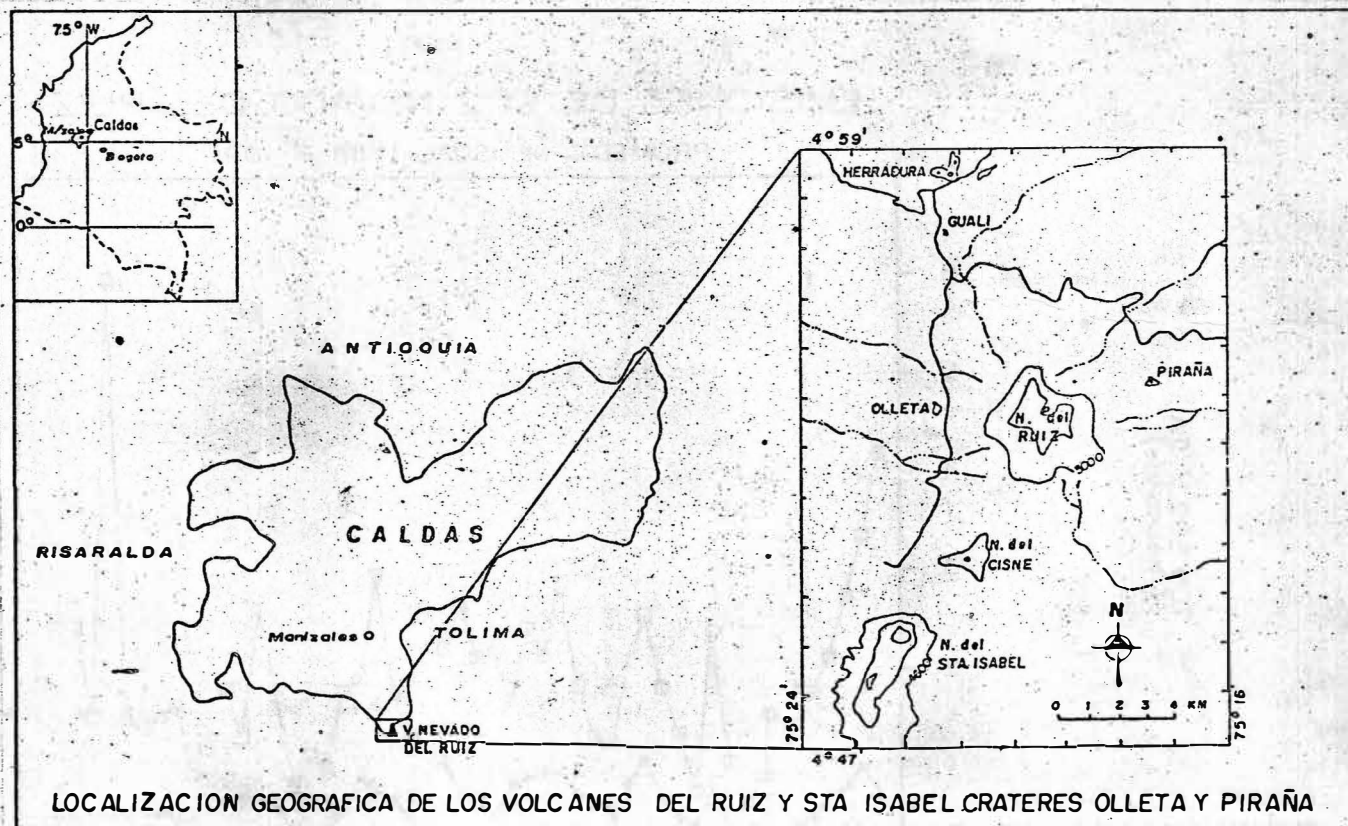 75° W
Caldas
Bogota
5°
N
0°
ANTIOQUIA
RISARALDA
CALDAS
Manizales
TOLIMA
V. NEVADO
DEL RUIZ
4° 59'
HERRADURA
GUALI
PIRAÑA
OLLETA
N. del
RUIZ
5000
N. del
CISNE
N. del
STA. ISABEL
N
0 1 2 3 4 KM
75° 24'
75° 16'
4° 47
LOCALIZACION GEOGRAFICA DE LOS VOLCANES DEL RUIZ Y STA ISABEL.CRATERES OLLETA Y PIRAÑA